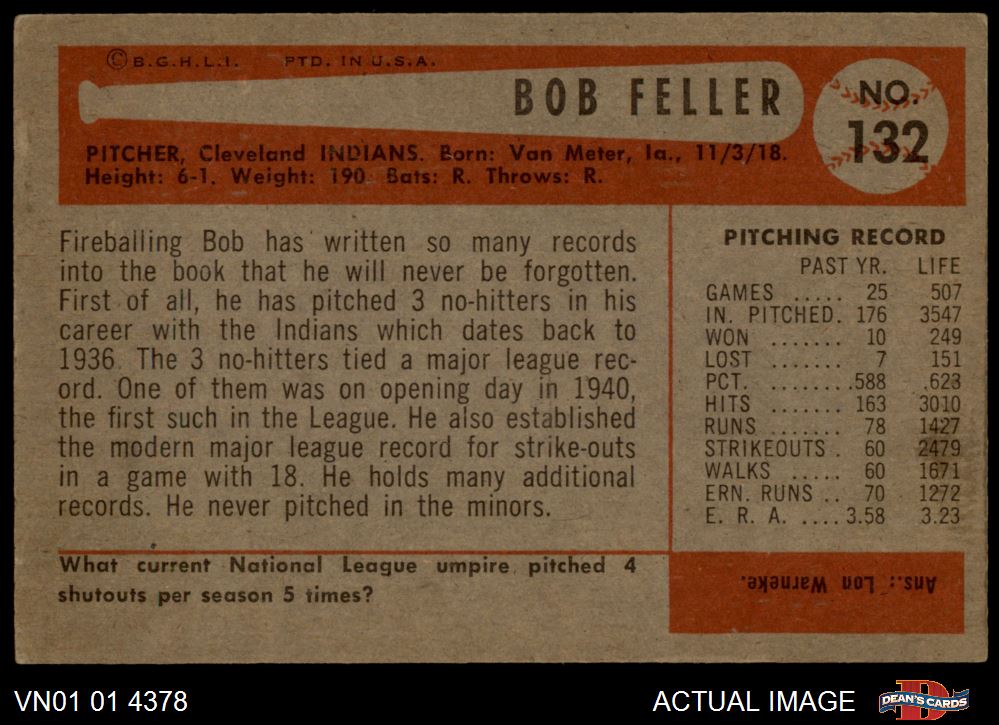 © B.G.H.L.I. PTD. IN U.S.A.
BOB FELLER
NO.
132
PITCHER, Cleveland INDIANS. Born: Van Meter, Ia., 11/3/18.
Height: 6-1. Weight: 190. Bats: R. Throws: R.
Fireballing Bob has written so many records
into the book that he will never be forgotten.
First of all, he has pitched 3 no-hitters in his
career with the Indians which dates back to
1936. The 3 no-hitters tied a major league rec-
ord. One of them was on opening day in 1940,
the first such in the League. He also established
the modern major league record for strike-outs
in a game with 18. He holds many additional
records. He never pitched in the minors.
PITCHING RECORD
PAST YR. LIFE
GAMES ..... 25 507
IN. PITCHED. 176 3547
WON ....... 10 249
LOST ....... 7 151
PCT. ........ .588 .623
HITS ....... 163 3010
RUNS ....... 78 1427
STRIKEOUTS . 60 2479
WALKS ..... 60 1671
ERN. RUNS .. 70 1272
E. R. A. .... 3.58 3.23
What current National League umpire pitched 4
shutouts per season 5 times?
Ans.: Lon Warneke.
VN01 01 4378
ACTUAL IMAGE
DEAN'S CARDS